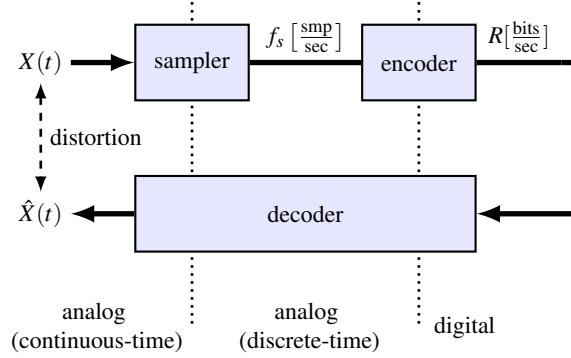 X(t)
sampler
f_s [smp/sec]
encoder
R[bits/sec]
distortion
X̂(t)
decoder
analog
(continuous-time)
analog
(discrete-time)
digital